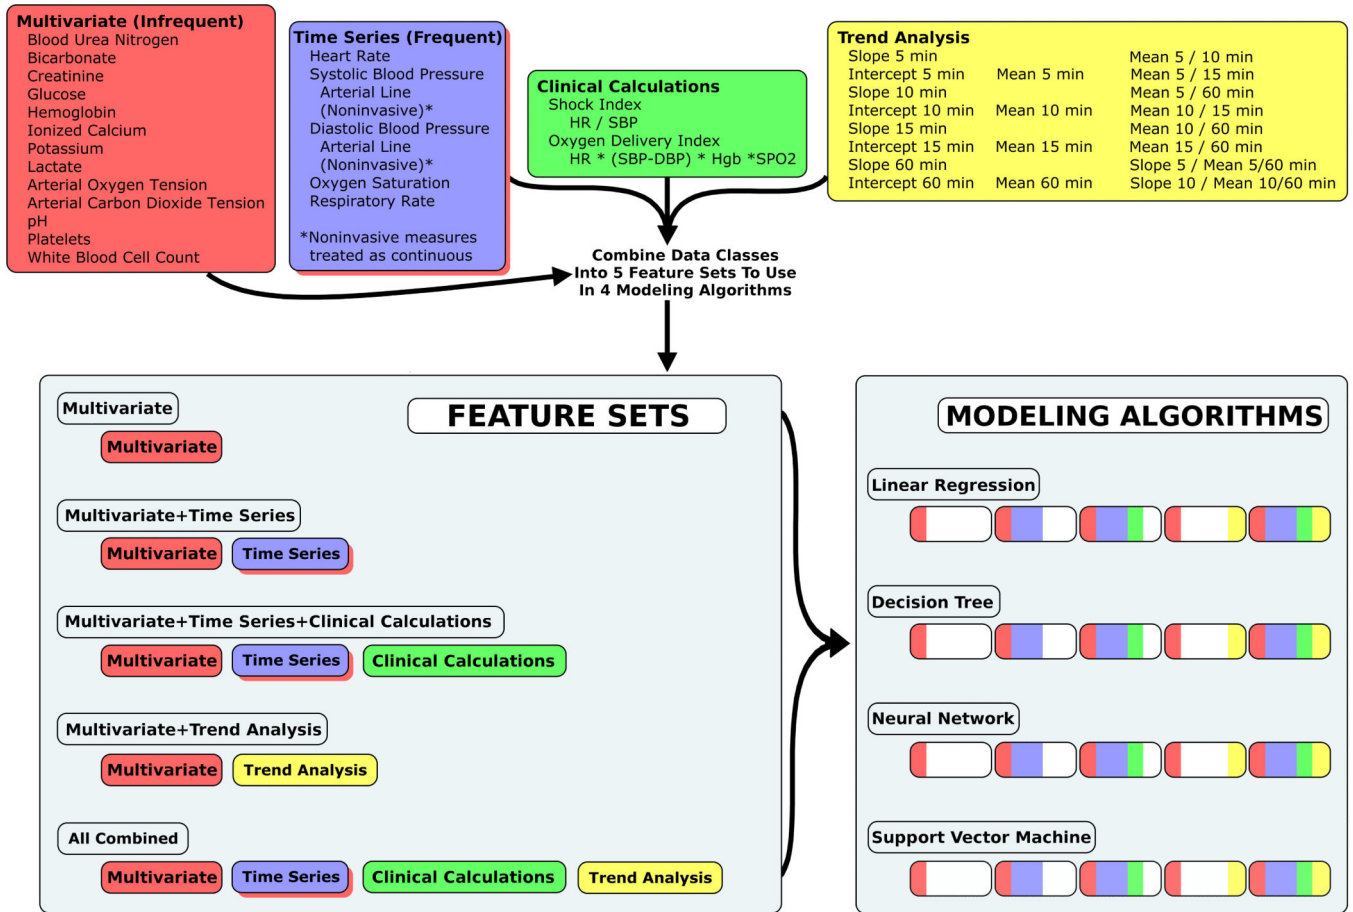 Multivariate (Infrequent)
Blood Urea Nitrogen
Bicarbonate
Creatinine
Glucose
Hemoglobin
Ionized Calcium
Potassium
Lactate
Arterial Oxygen Tension
Arterial Carbon Dioxide Tension
pH
Platelets
White Blood Cell Count
Time Series (Frequent)
Heart Rate
Systolic Blood Pressure
Arterial Line
(Noninvasive)*
Diastolic Blood Pressure
Arterial Line
(Noninvasive)*
Oxygen Saturation
Respiratory Rate
*Noninvasive measures
treated as continuous
Clinical Calculations
Shock Index
HR / SBP
Oxygen Delivery Index
HR * (SBP-DBP) * Hgb *SPO2
Trend Analysis
Slope 5 min Mean 5 / 10 min
Intercept 5 min Mean 5 min Mean 5 / 15 min
Slope 10 min Mean 5 / 60 min
Intercept 10 min Mean 10 min Mean 10 / 15 min
Slope 15 min Mean 10 / 60 min
Intercept 15 min Mean 15 min Mean 15 / 60 min
Slope 60 min Slope 5 / Mean 5/60 min
Intercept 60 min Mean 60 min Slope 10 / Mean 10/60 min
Combine Data Classes
Into 5 Feature Sets To Use
In 4 Modeling Algorithms
FEATURE SETS
Multivariate
Multivariate
Multivariate+Time Series
Multivariate Time Series
Multivariate+Time Series+Clinical Calculations
Multivariate Time Series Clinical Calculations
Multivariate+Trend Analysis
Multivariate Trend Analysis
All Combined
Multivariate Time Series Clinical Calculations Trend Analysis
MODELING ALGORITHMS
Linear Regression
Decision Tree
Neural Network
Support Vector Machine